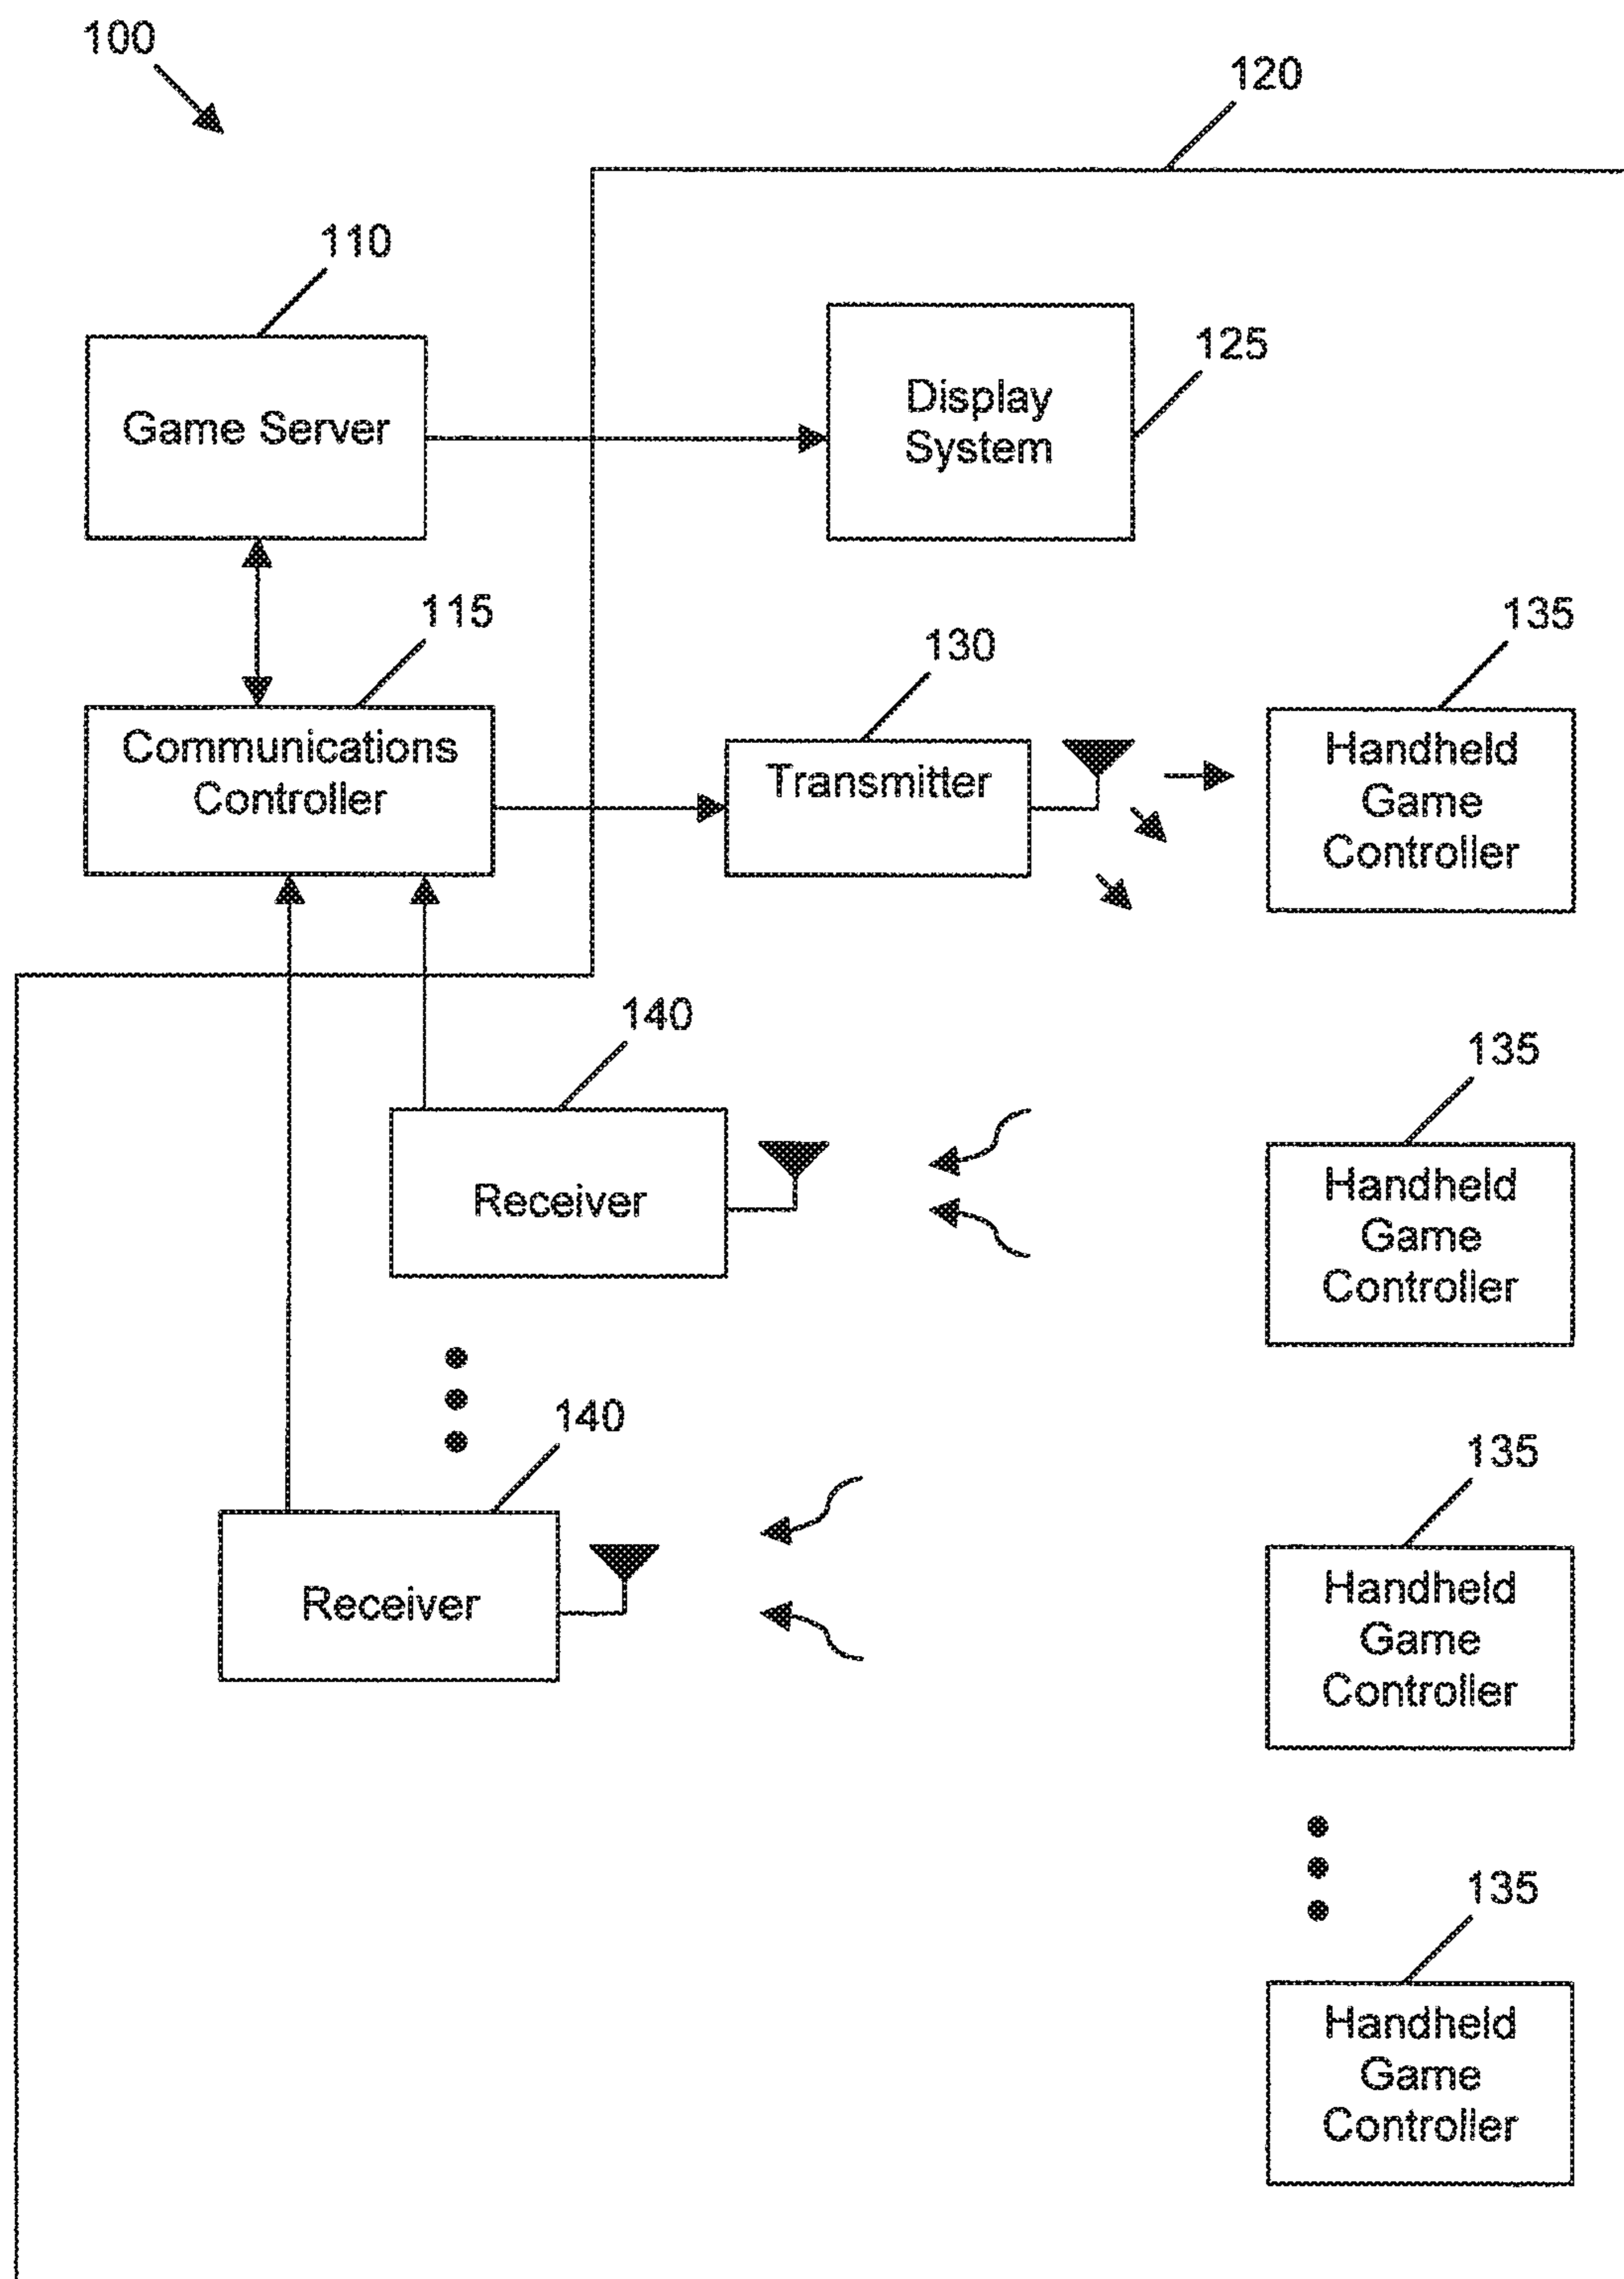 100
120
110
125
Game Server
Display
System
115
130
135
Communications
Controller
Transmitter
Handheld
Game
Controller
140
135
Receiver
Handheld
Game
Controller
140
135
Receiver
Handheld
Game
Controller
135
Handheld
Game
Controller